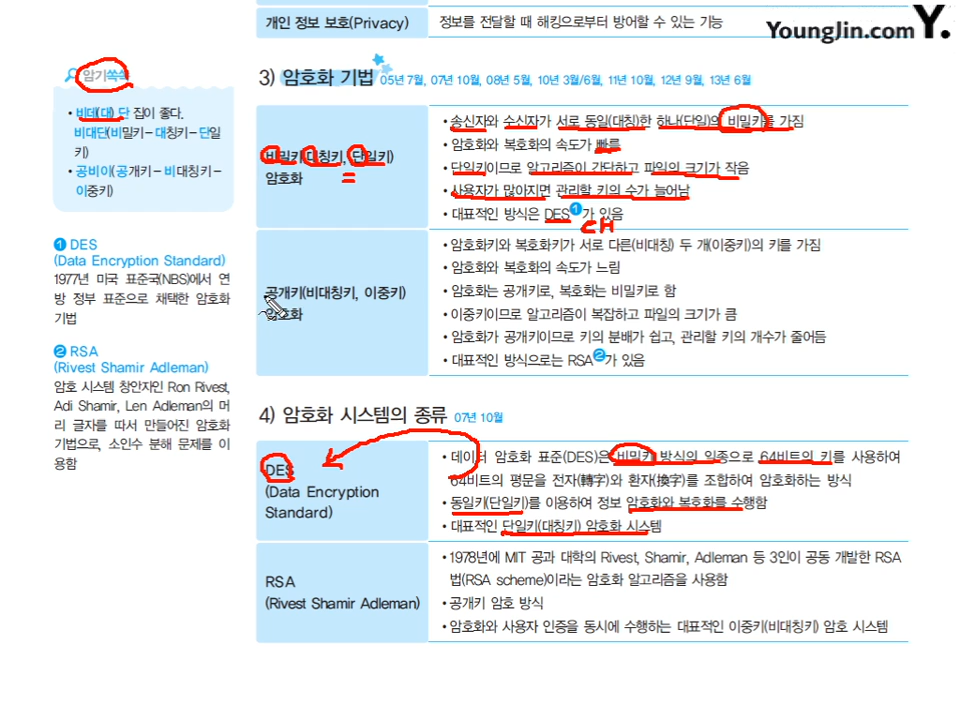 개인 정보 보호(Privacy)
정보를 전달할 때 해킹으로부터 방어할 수 있는 기능
YoungJin.com Y.
암기쏙쏙
• 비대(대) 단 집이 좋다.
비대단(비밀키 – 대칭키 – 단일
키)
• 공비이(공개키 – 비대칭키 –
이중키)
❶ DES
(Data Encryption Standard)
1977년 미국 표준국(NBS)에서 연
방 정부 표준으로 채택한 암호화
기법
❷ RSA
(Rivest Shamir Adleman)
암호 시스템 창안자인 Ron Rivest,
Adi Shamir, Len Adleman의 머
리 글자를 따서 만들어진 암호화
기법으로, 소인수 분해 문제를 이
용함
3) 암호화 기법 05년 7월, 07년 10월, 08년 5월, 10년 3월/6월, 11년 10월, 12년 9월, 13년 6월
비밀키(대칭키, 단일키)
암호화
• 송신자와 수신자가 서로 동일(대칭)한 하나(단일)의 비밀키를 가짐
• 암호화와 복호화의 속도가 빠름
• 단일키이므로 알고리즘이 간단하고 파일의 크기가 작음
• 사용자가 많아지면 관리할 키의 수가 늘어남
• 대표적인 방식은 DES❶가 있음
CH
공개키(비대칭키, 이중키)
암호화
• 암호화키와 복호화키가 서로 다른(비대칭) 두 개(이중키)의 키를 가짐
• 암호화와 복호화의 속도가 느림
• 암호화는 공개키로, 복호화는 비밀키로 함
• 이중키이므로 알고리즘이 복잡하고 파일의 크기가 큼
• 암호화가 공개키이므로 키의 분배가 쉽고, 관리할 키의 개수가 줄어듬
• 대표적인 방식으로는 RSA❷가 있음
4) 암호화 시스템의 종류 07년 10월
DES
(Data Encryption
Standard)
• 데이터 암호화 표준(DES)은 비밀키 방식의 일종으로 64비트의 키를 사용하여
64비트의 평문을 전자(轉字)와 환자(換字)를 조합하여 암호화하는 방식
• 동일키(단일키)를 이용하여 정보 암호화와 복호화를 수행함
• 대표적인 단일키(대칭키) 암호화 시스템
RSA
(Rivest Shamir Adleman)
• 1978년에 MIT 공과 대학의 Rivest, Shamir, Adleman 등 3인이 공동 개발한 RSA
법(RSA scheme)이라는 암호화 알고리즘을 사용함
• 공개키 암호 방식
• 암호화와 사용자 인증을 동시에 수행하는 대표적인 이중키(비대칭키) 암호 시스템